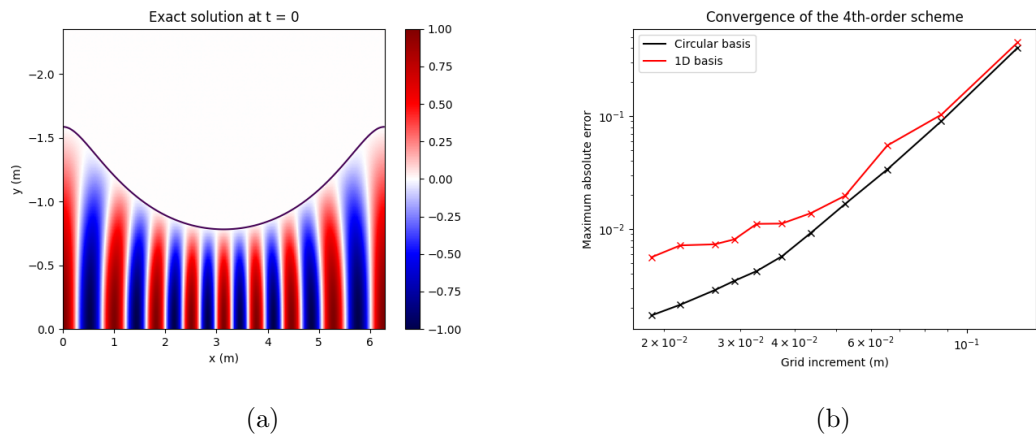 Exact solution at t = 0
−2.0
−1.5
−1.0
−0.5
0.0
y (m)
0 1 2 3 4 5 6
x (m)
1.00
0.75
0.50
0.25
0.00
−0.25
−0.50
−0.75
−1.00
(a)
Convergence of the 4th-order scheme
Circular basis
1D basis
10⁻¹
10⁻²
Maximum absolute error
2 × 10⁻² 3 × 10⁻² 4 × 10⁻² 6 × 10⁻² 10⁻¹
Grid increment (m)
(b)